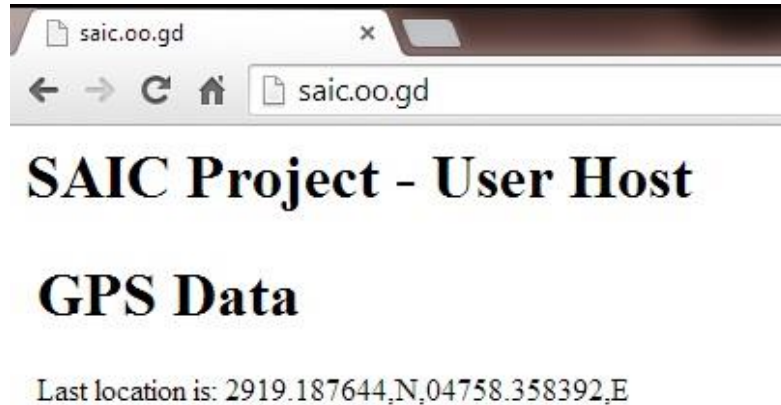 saic.oo.gd
saic.oo.gd
SAIC Project - User Host
GPS Data
Last location is: 2919.187644,N,04758.358392,E